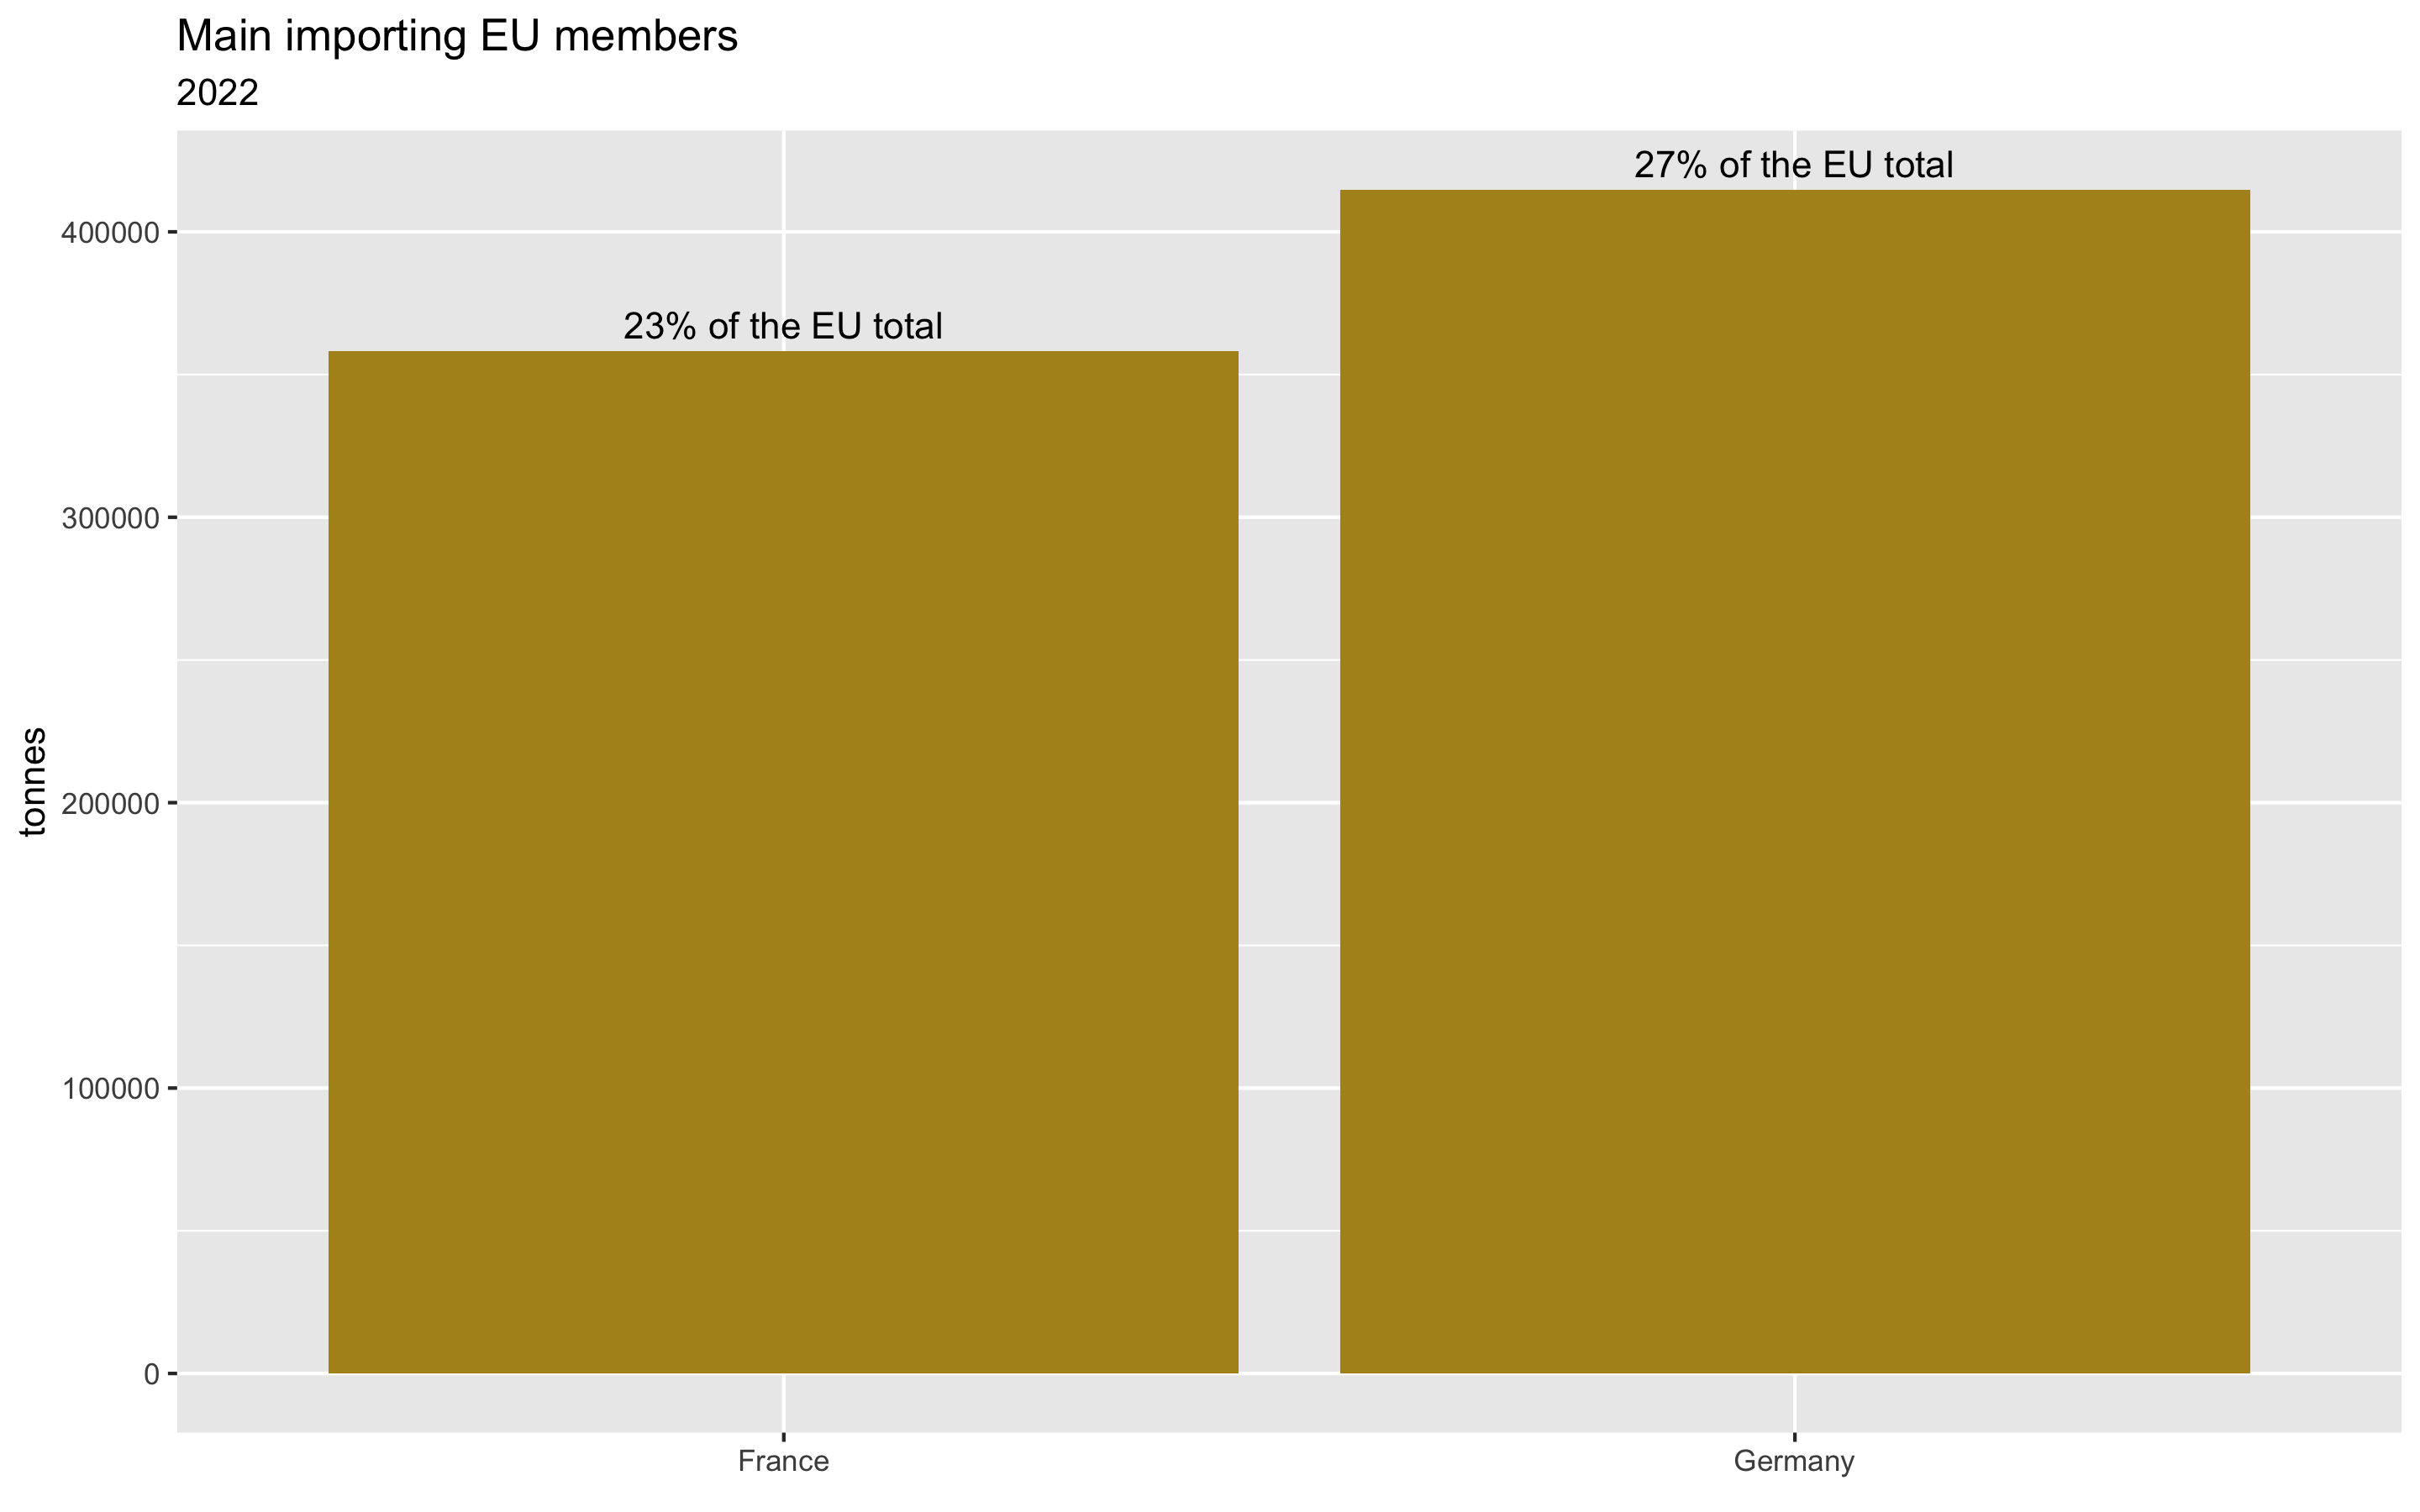 Main importing EU members
2022
27% of the EU total
23% of the EU total
tonnes
400000
300000
200000
100000
0
France
Germany